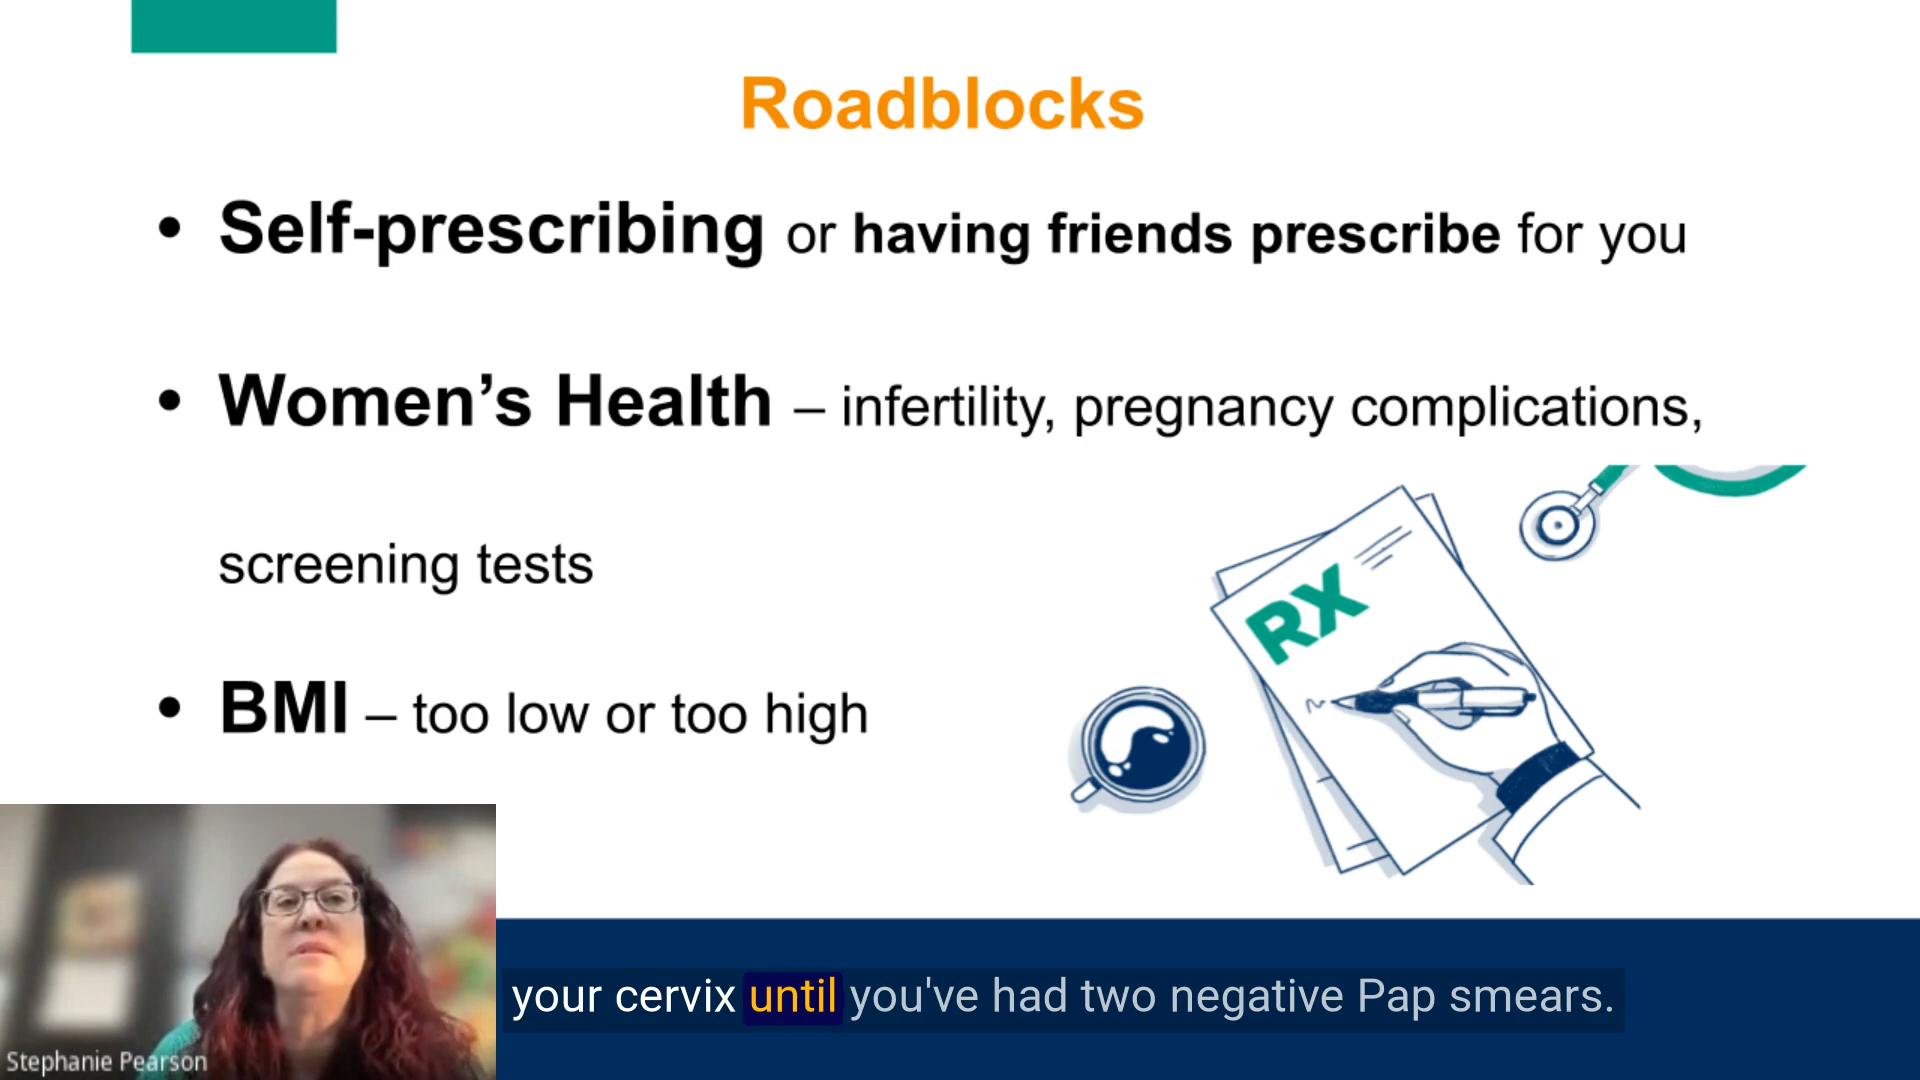 Roadblocks
• Self-prescribing or having friends prescribe for you
• Women’s Health – infertility, pregnancy complications,
screening tests
RX
• BMI – too low or too high
your cervix until you've had two negative Pap smears.
Stephanie Pearson